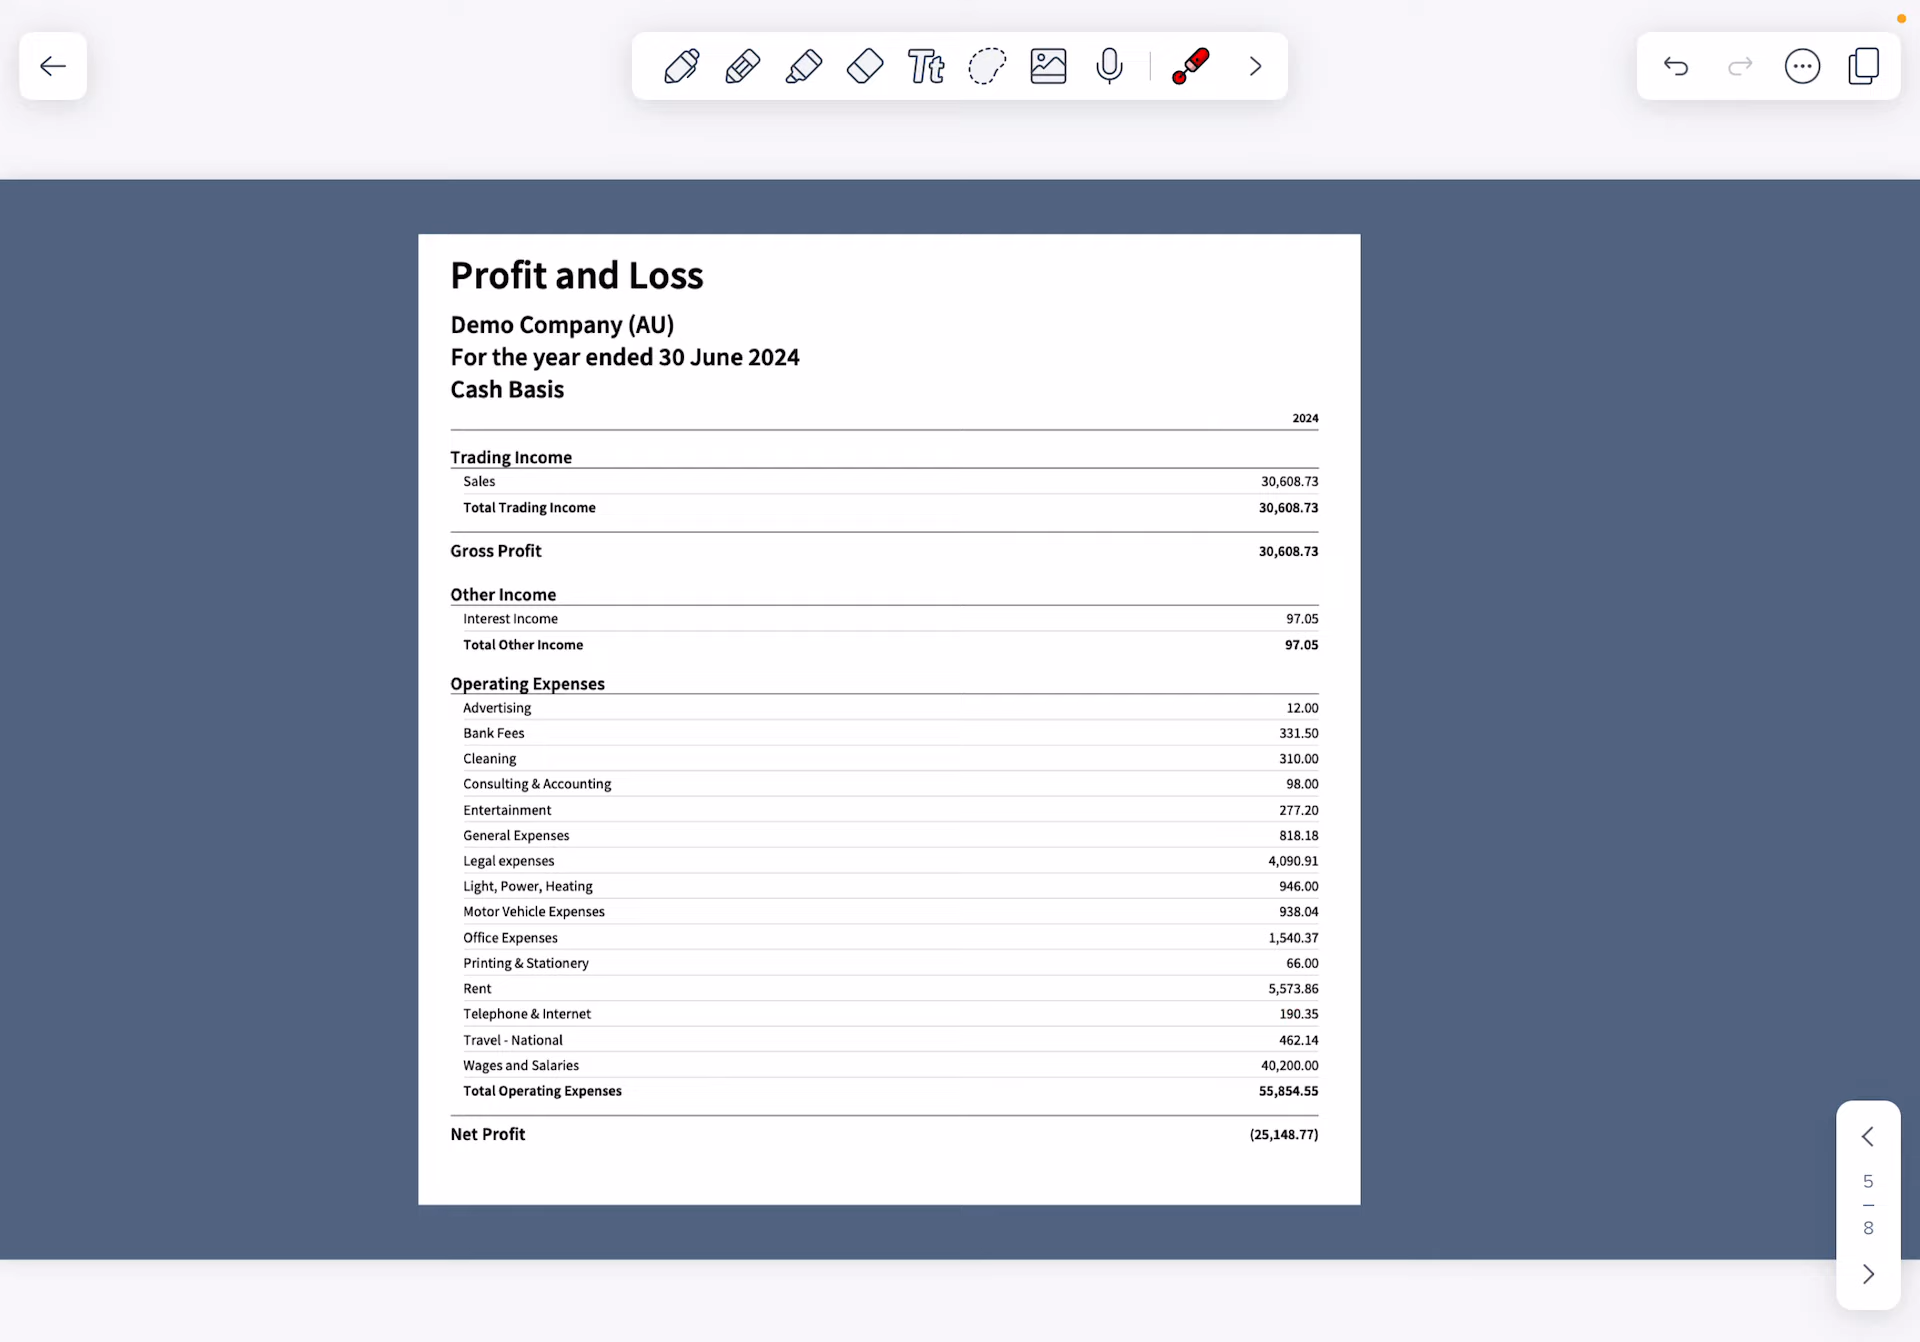 Tt
Profit and Loss
Demo Company (AU)
For the year ended 30 June 2024
Cash Basis
2024
Trading Income
Sales 30,608.73
Total Trading Income 30,608.73
Gross Profit 30,608.73
Other Income
Interest Income 97.05
Total Other Income 97.05
Operating Expenses
Advertising 12.00
Bank Fees 331.50
Cleaning 310.00
Consulting & Accounting 98.00
Entertainment 277.20
General Expenses 818.18
Legal expenses 4,090.91
Light, Power, Heating 946.00
Motor Vehicle Expenses 938.04
Office Expenses 1,540.37
Printing & Stationery 66.00
Rent 5,573.86
Telephone & Internet 190.35
Travel - National 462.14
Wages and Salaries 40,200.00
Total Operating Expenses 55,854.55
Net Profit (25,148.77)
5
8